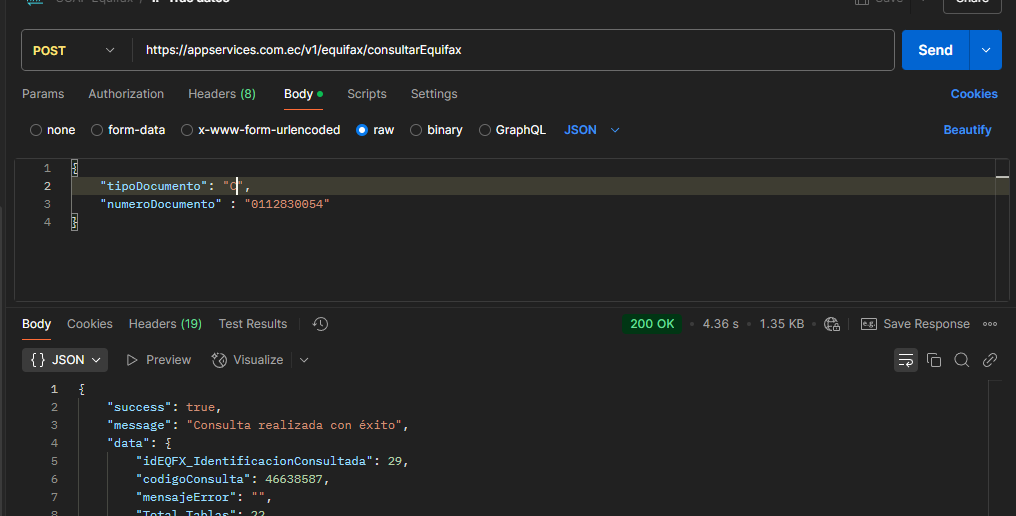 POST
https://appservices.com.ec/v1/equifax/consultarEquifax
Send
Params Authorization Headers (8) Body Scripts Settings Cookies
none form-data x-www-form-urlencoded raw binary GraphQL JSON Beautify
1 {
2 "tipoDocumento": "C",
3 "numeroDocumento" : "0112830054"
4 }
Body Cookies Headers (19) Test Results 200 OK • 4.36 s • 1.35 KB • e.g. Save Response
{} JSON Preview Visualize
1 {
2 "success": true,
3 "message": "Consulta realizada con éxito",
4 "data": {
5 "idEQFX_IdentificacionConsultada": 29,
6 "codigoConsulta": 46638587,
7 "mensajeError": "",
8 "Total_Tablas": 22